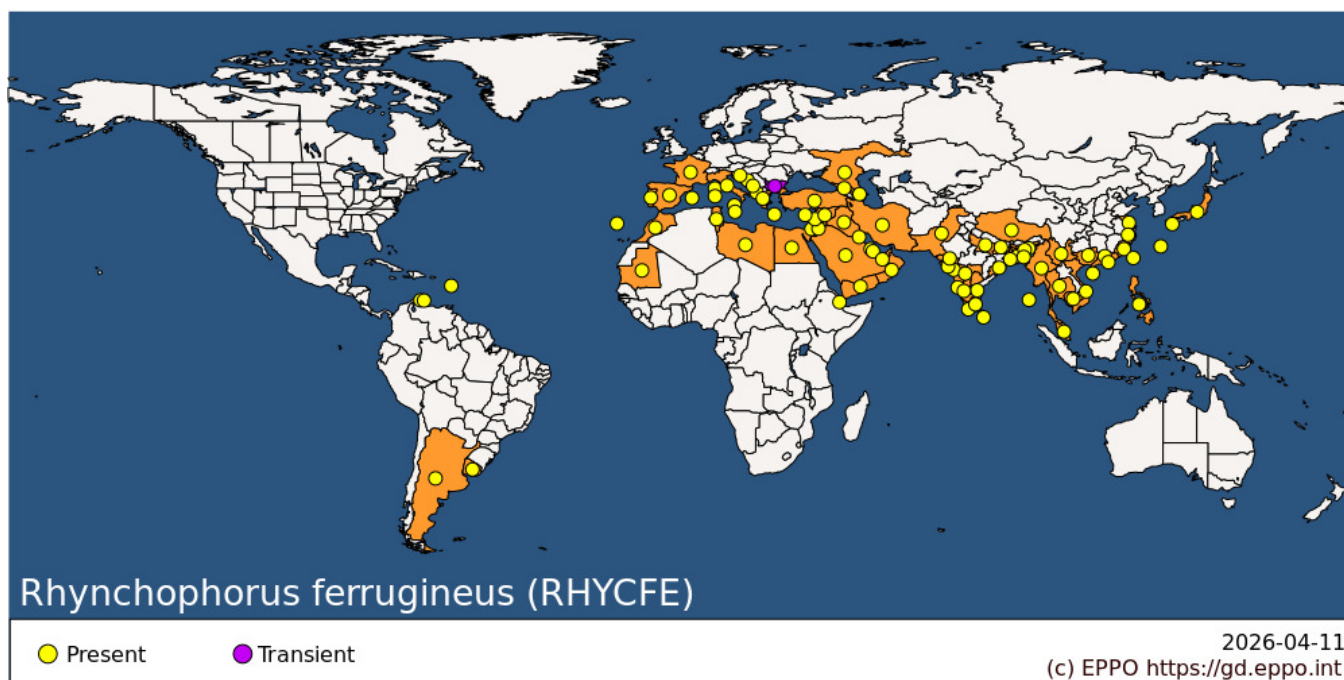 Rhynchophorus ferrugineus (RHYCFE)
Present
Transient
2026-04-11
(c) EPPO https://gd.eppo.int